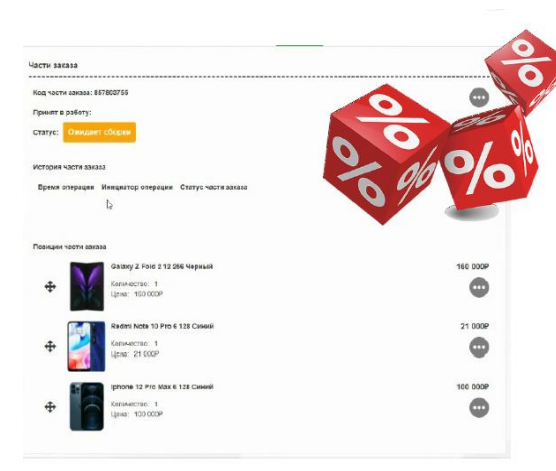 Части заказа
Код части заказа: 857803755
Принят в работу:
Статус: Ожидает сборки
История части заказа
Время операции Инициатор операции Статус части заказа
Позиции части заказа
Galaxy Z Fold 2 12 256 Черный
160 000₽
Количество: 1
Цена: 160 000₽
Redmi Note 10 Pro 6 128 Синий
21 000₽
Количество: 1
Цена: 21 000₽
Iphone 12 Pro Max 6 128 Синий
100 000₽
Количество: 1
Цена: 100 000₽
%
%
%
%
%
%